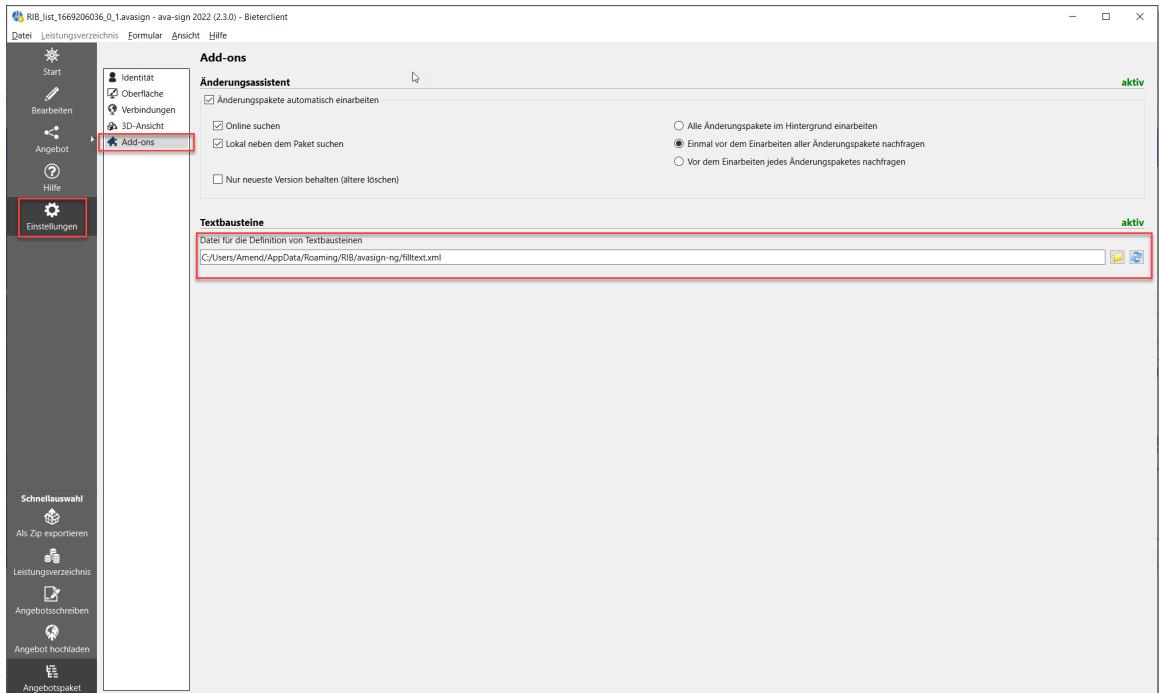 RIB_list_1669206036_0_1.avasign - ava-sign 2022 (2.3.0) - Bieterclient
Datei Leistungsverzeichnis Formular Ansicht Hilfe
Start
Bearbeiten
Angebot
Hilfe
Einstellungen
Schnellauswahl
Als Zip exportieren
Leistungsverzeichnis
Angebotsschreiben
Angebot hochladen
Angebotspaket
Identität
Oberfläche
Verbindungen
3D-Ansicht
Add-ons
Add-ons
Änderungsassistent aktiv
Änderungspakete automatisch einarbeiten
Online suchen
Lokal neben dem Paket suchen
Nur neueste Version behalten (ältere löschen)
Alle Änderungspakete im Hintergrund einarbeiten
Einmal vor dem Einarbeiten aller Änderungspakete nachfragen
Vor dem Einarbeiten jedes Änderungspaketes nachfragen
Textbausteine aktiv
Datei für die Definition von Textbausteinen
C:/Users/Amend/AppData/Roaming/RIB/avasign-ng/filltext.xml